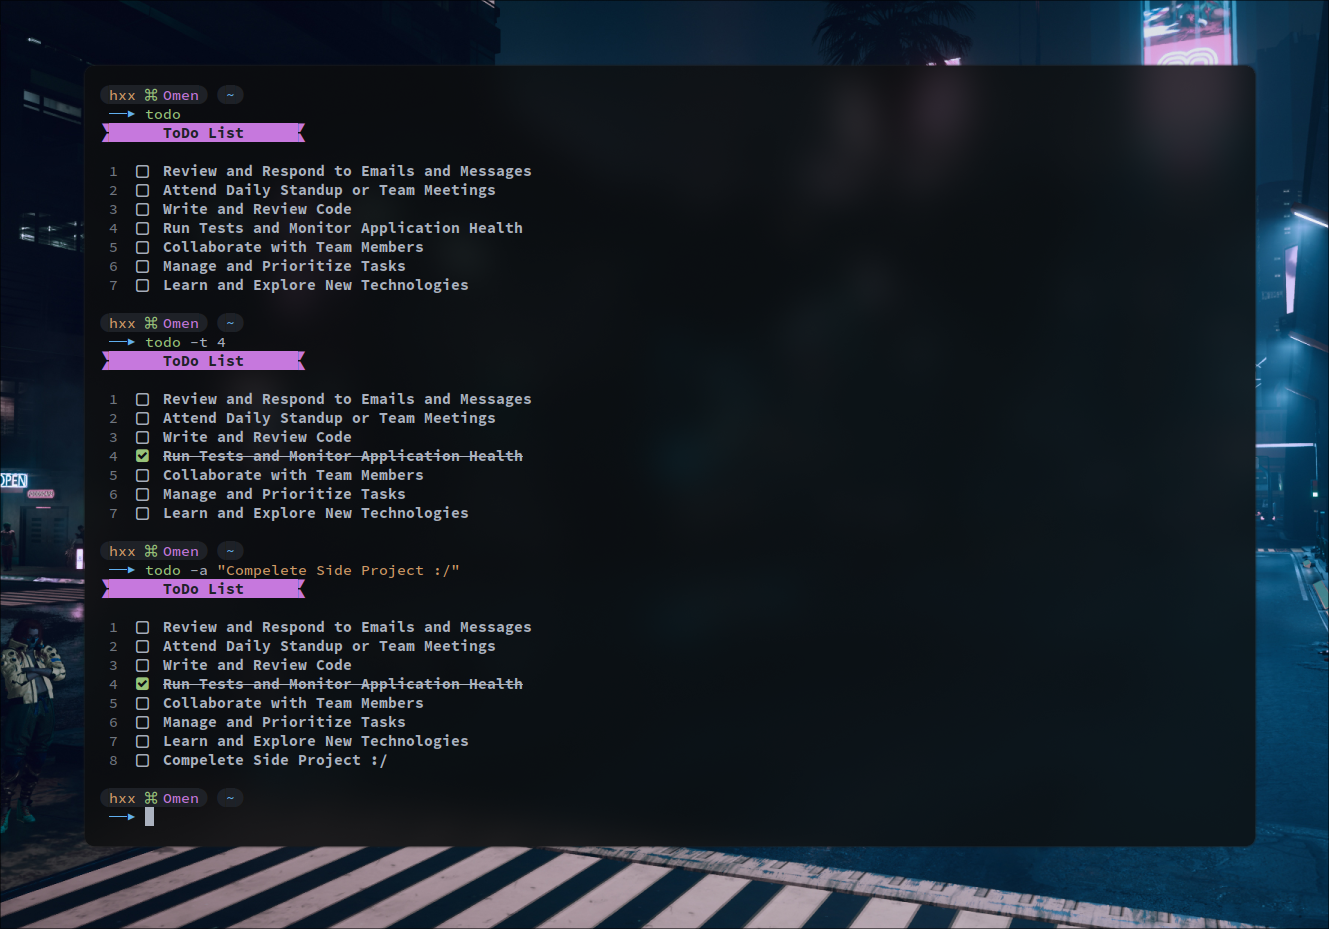 hxx ⌘ Omen ~
todo
ToDo List
1 Review and Respond to Emails and Messages
2 Attend Daily Standup or Team Meetings
3 Write and Review Code
4 Run Tests and Monitor Application Health
5 Collaborate with Team Members
6 Manage and Prioritize Tasks
7 Learn and Explore New Technologies
hxx ⌘ Omen ~
todo -t 4
ToDo List
1 Review and Respond to Emails and Messages
2 Attend Daily Standup or Team Meetings
3 Write and Review Code
4 Run Tests and Monitor Application Health
5 Collaborate with Team Members
6 Manage and Prioritize Tasks
7 Learn and Explore New Technologies
OPEN
hxx ⌘ Omen ~
todo -a "Compelete Side Project :/"
ToDo List
1 Review and Respond to Emails and Messages
2 Attend Daily Standup or Team Meetings
3 Write and Review Code
4 Run Tests and Monitor Application Health
5 Collaborate with Team Members
6 Manage and Prioritize Tasks
7 Learn and Explore New Technologies
8 Compelete Side Project :/
hxx ⌘ Omen ~